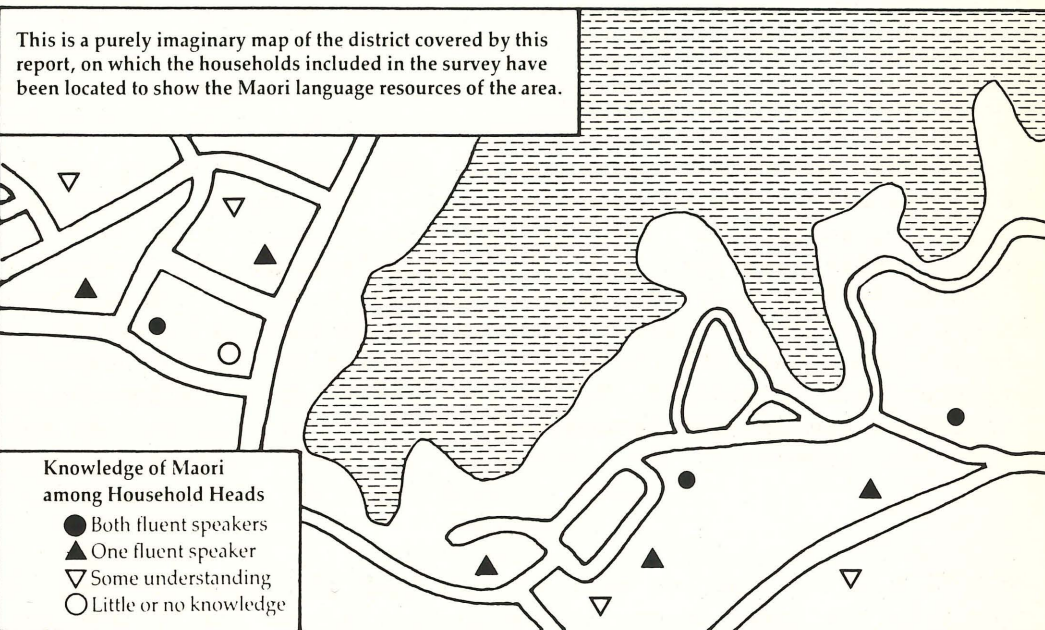 This is a purely imaginary map of the district covered by this
report, on which the households included in the survey have
been located to show the Maori language resources of the area.
Knowledge of Maori
among Household Heads
Both fluent speakers
One fluent speaker
Some understanding
Little or no knowledge